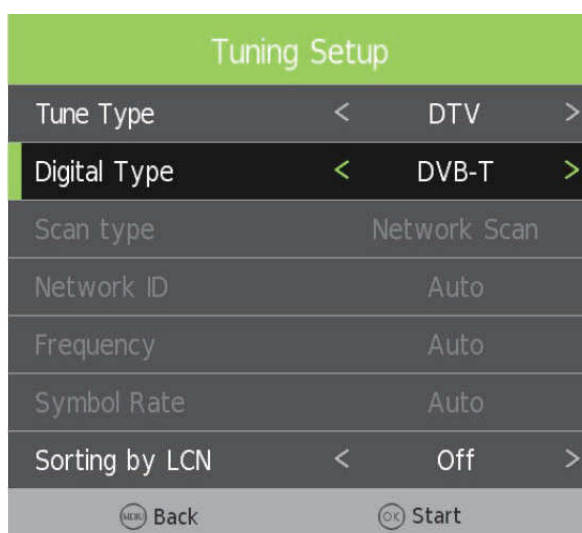 Tuning Setup
Tune Type < DTV >
Digital Type < DVB-T >
Scan type Network Scan
Network ID Auto
Frequency Auto
Symbol Rate Auto
Sorting by LCN < Off >
MENU Back OK Start